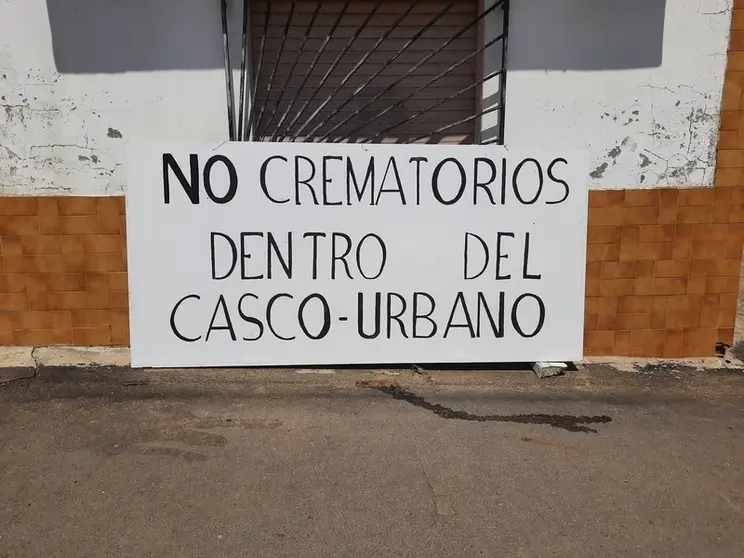 NO CREMATORIOS
DENTRO DEL
CASCO-URBANO